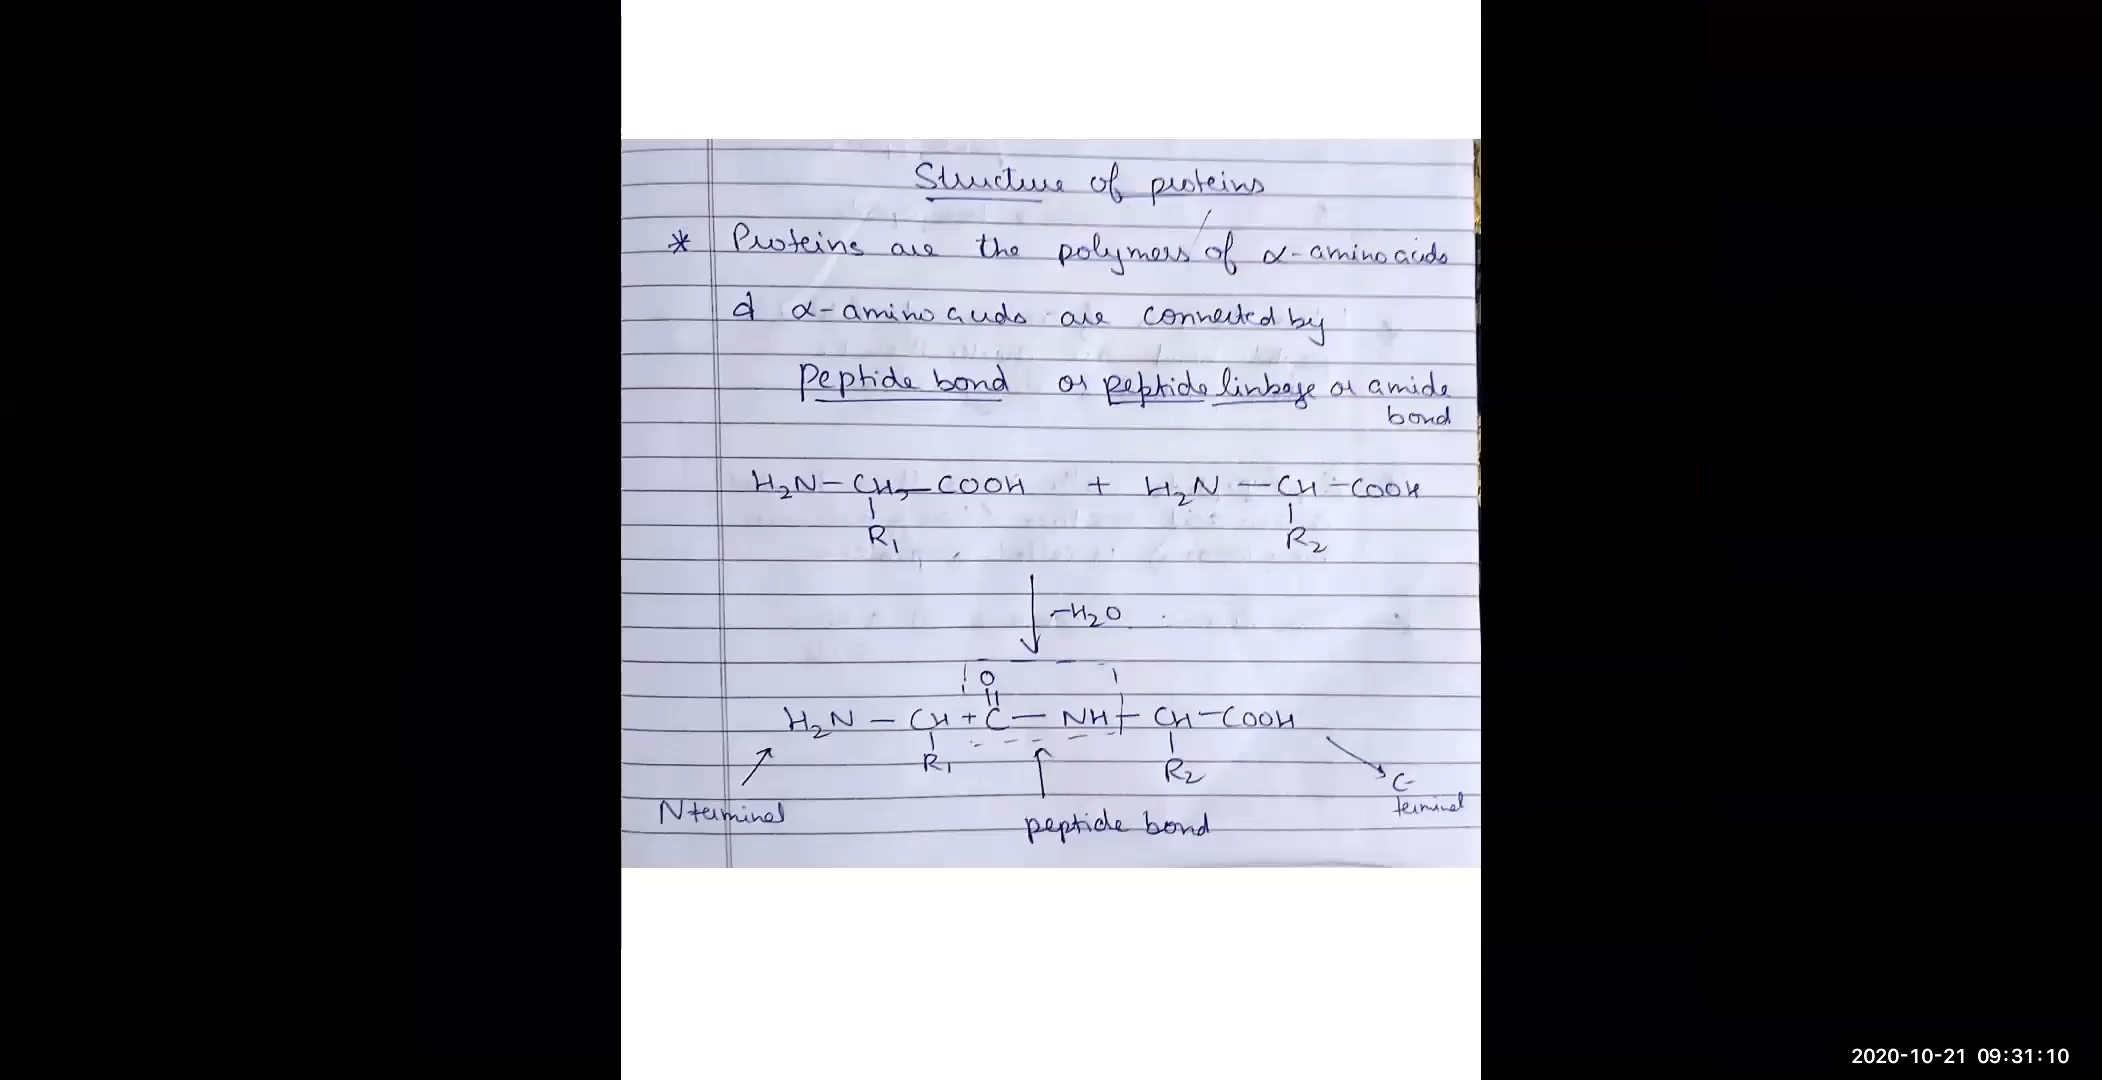 Structure of proteins
* Proteins are the polymers of α-amino acids
d α-amino acids are connected by
peptide bond or peptide linkage or amide
bond
H₂N – CH₂ – COOH + H₂N – CH – COOH
R₁ R₂
-H₂O
O
H₂N – CH + C – NH + CH – COOH
R₁ R₂
C-
N terminal terminal
peptide bond
2020-10-21 09:31:10